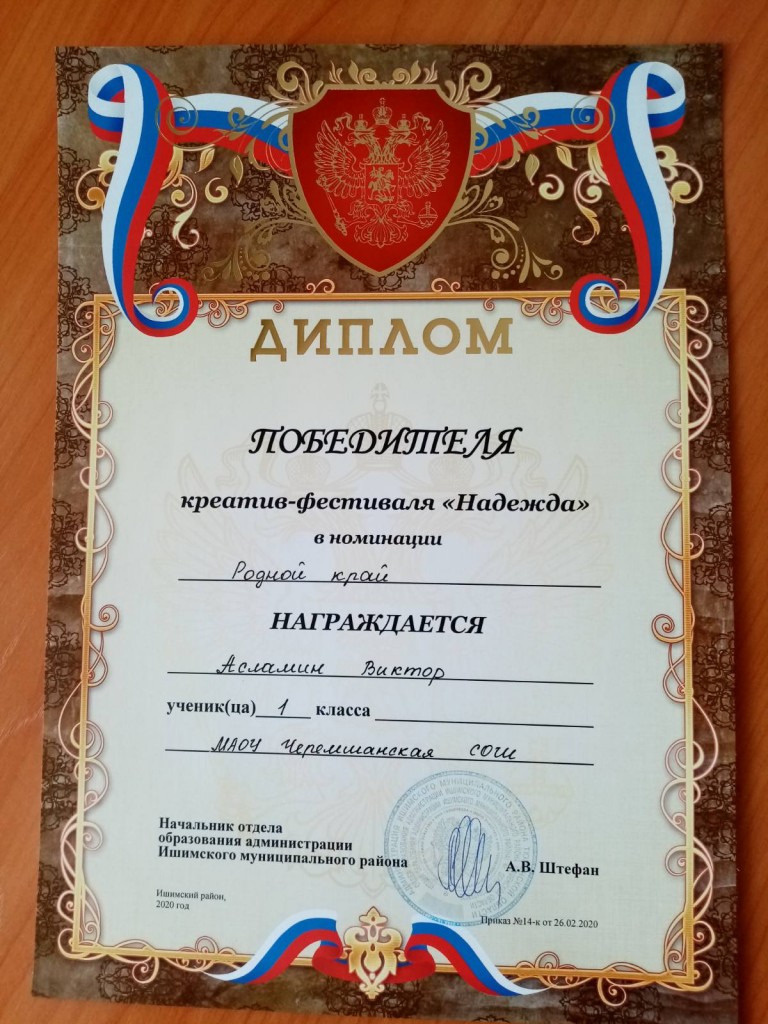 ДИПЛОМ
ПОБЕДИТЕЛЯ
креатив-фестиваля «Надежда»
в номинации
Родной край
НАГРАЖДАЕТСЯ
Асламин Виктор
ученик(ца) 1 класса
МАОУ Черемшанская СОШ
Начальник отдела
образования администрации
Ишимского муниципального района
А.В. Штефан
Ишимский район,
2020 год
Приказ №14-к от 26.02.2020